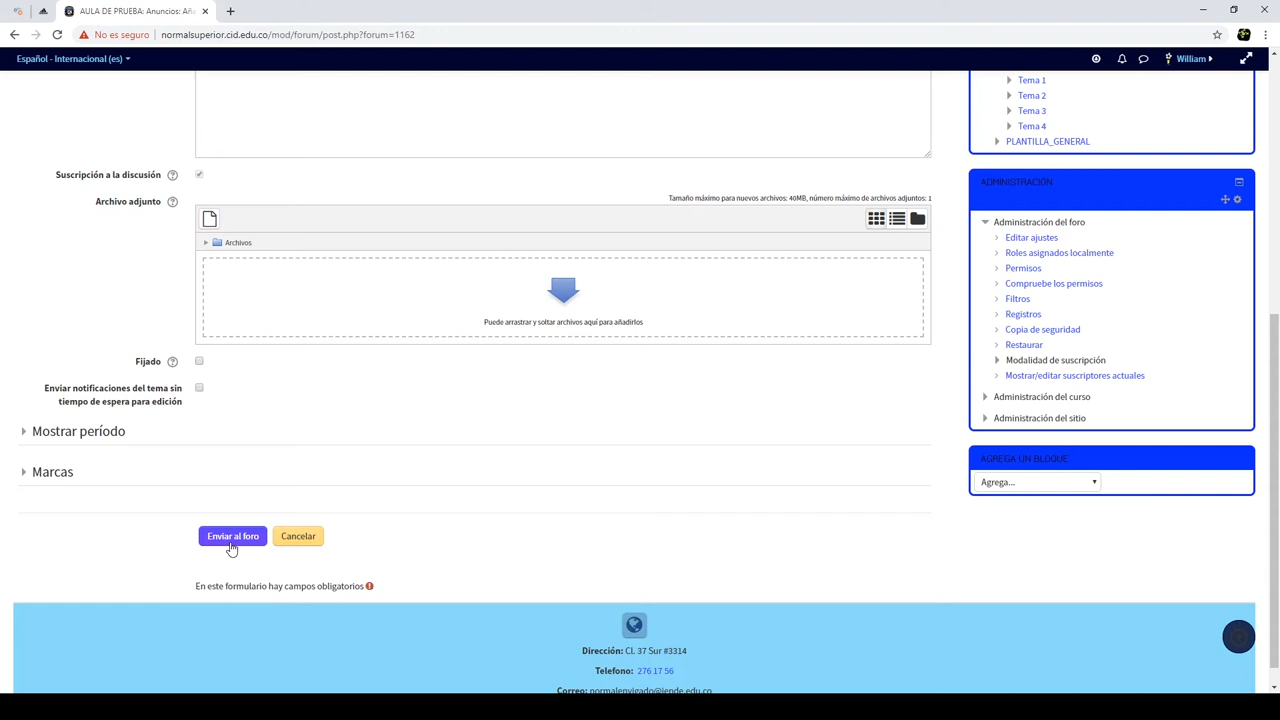 AULA DE PRUEBA: Anuncios: Aña
No es seguro
normalsuperior.cid.edu.co/mod/forum/post.php?forum=1162
Español - Internacional (es)
William
Tema 1
Tema 2
Tema 3
Tema 4
PLANTILLA_GENERAL
Suscripción a la discusión
Archivo adjunto
Tamaño máximo para nuevos archivos: 40MB, número máximo de archivos adjuntos: 1
Archivos
Puede arrastrar y soltar archivos aquí para añadirlos
Fijado
Enviar notificaciones del tema sin
tiempo de espera para edición
Mostrar período
Marcas
Enviar al foro
Cancelar
En este formulario hay campos obligatorios
ADMINISTRACIÓN
Administración del foro
Editar ajustes
Roles asignados localmente
Permisos
Compruebe los permisos
Filtros
Registros
Copia de seguridad
Restaurar
Modalidad de suscripción
Mostrar/editar suscriptores actuales
Administración del curso
Administración del sitio
AGREGA UN BLOQUE
Agrega...
Dirección: Cl. 37 Sur #3314
Telefono: 276 17 56
Correo: normalenvigado@iende.edu.co